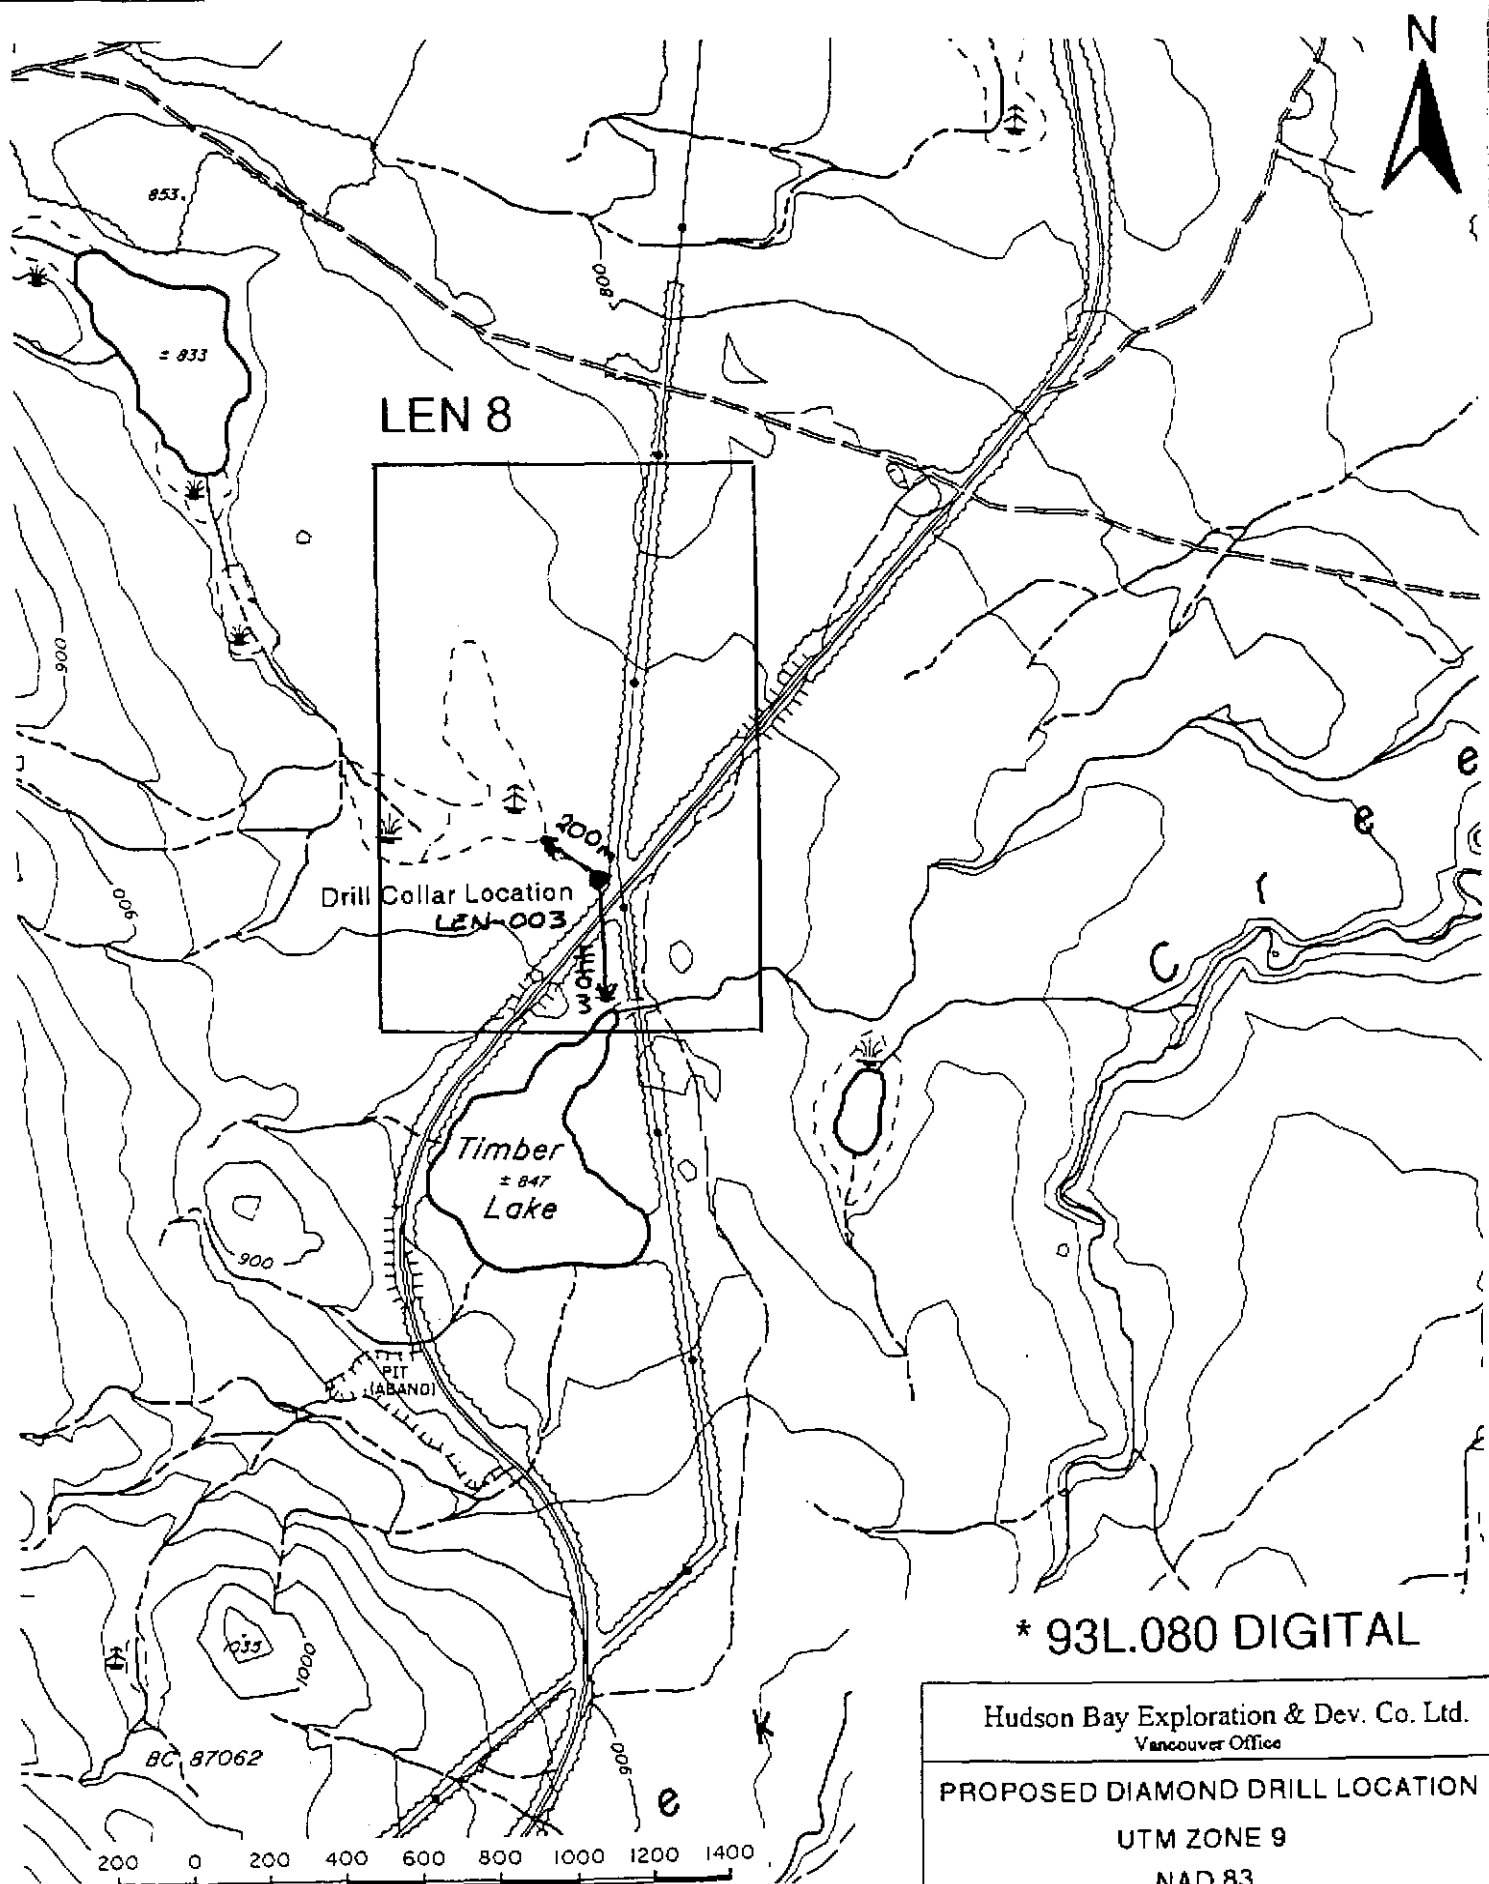 N
853.
± 833
800
LEN 8
900
200m
Drill Collar Location
LEN-003
900
e
e
r
C
Timber
± 847
Lake
900
PIT
(ABAND)
1035
1000
* 93L.080 DIGITAL
Hudson Bay Exploration & Dev. Co. Ltd.
Vancouver Office
PROPOSED DIAMOND DRILL LOCATION
UTM ZONE 9
NAD 83
BC 87062
k
900
e
200 0 200 400 600 800 1000 1200 1400